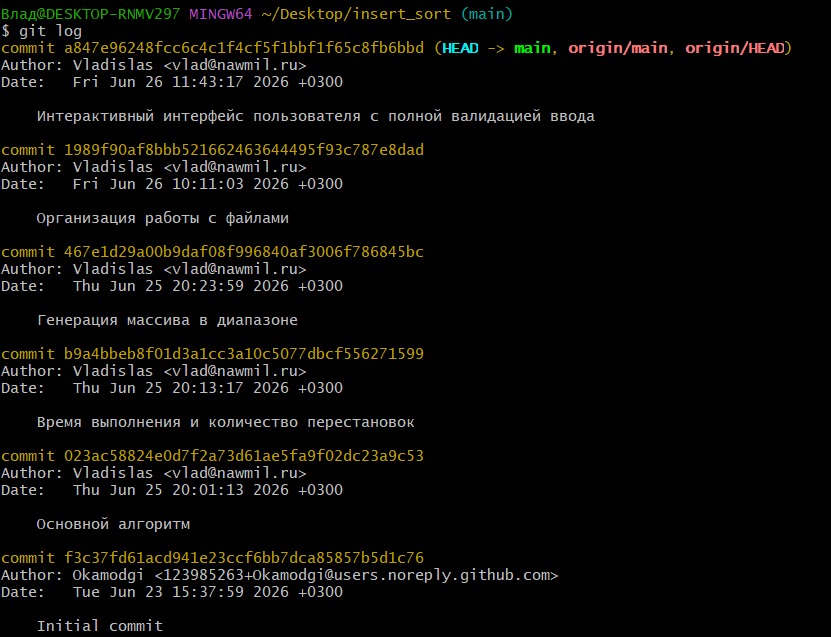 Влад@DESKTOP-RNMV297 MINGW64 ~/Desktop/insert_sort (main)
$ git log
commit a847e96248fcc6c4c1f4cf5f1bbf1f65c8fb6bbd (HEAD -> main, origin/main, origin/HEAD)
Author: Vladislas <vlad@nawmil.ru>
Date:   Fri Jun 26 11:43:17 2026 +0300
Интерактивный интерфейс пользователя с полной валидацией ввода
commit 1989f90af8bbb521662463644495f93c787e8dad
Author: Vladislas <vlad@nawmil.ru>
Date:   Fri Jun 26 10:11:03 2026 +0300
Организация работы с файлами
commit 467e1d29a00b9daf08f996840af3006f786845bc
Author: Vladislas <vlad@nawmil.ru>
Date:   Thu Jun 25 20:23:59 2026 +0300
Генерация массива в диапазоне
commit b9a4bbeb8f01d3a1cc3a10c5077dbcf556271599
Author: Vladislas <vlad@nawmil.ru>
Date:   Thu Jun 25 20:13:17 2026 +0300
Время выполнения и количество перестановок
commit 023ac58824e0d7f2a73d61ae5fa9f02dc23a9c53
Author: Vladislas <vlad@nawmil.ru>
Date:   Thu Jun 25 20:01:13 2026 +0300
Основной алгоритм
commit f3c37fd61acd941e23ccf6bb7dca85857b5d1c76
Author: Okamodgi <123985263+Okamodgi@users.noreply.github.com>
Date:   Tue Jun 23 15:37:59 2026 +0300
Initial commit